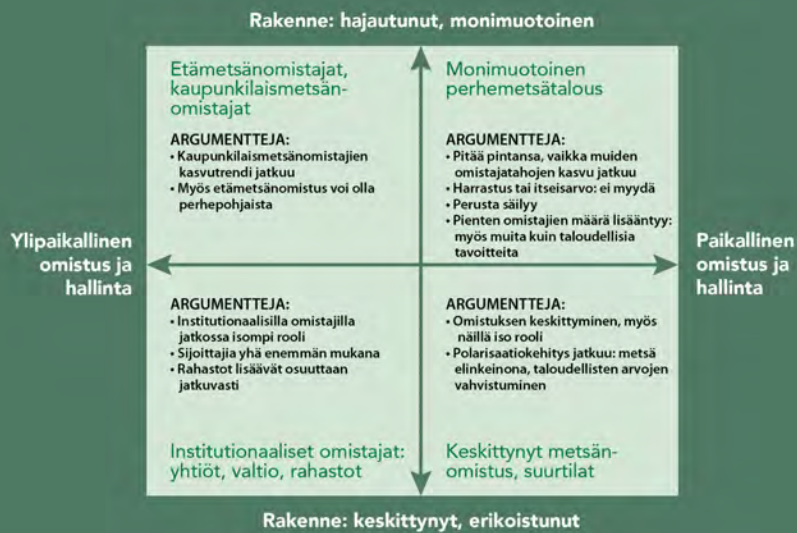 Rakenne: hajautunut, monimuotoinen
Etämetsänomistajat,
kaupunkilaismetsän-
omistajat
ARGUMENTTEJA:
• Kaupunkilaismetsänomistajien
kasvutrendi jatkuu
• Myös etämetsänomistus voi olla
perhepohjaista
Monimuotoinen
perhemetsätalous
ARGUMENTTEJA:
• Pitää pintansa, vaikka muiden
omistajatahojen kasvu jatkuu
• Harrastus tai itseisarvo: ei myydä
• Perusta säilyy
• Pienten omistajien määrä lisääntyy:
myös muita kuin taloudellisia
tavoitteita
Ylipaikallinen
omistus ja
hallinta
Paikallinen
omistus ja
hallinta
ARGUMENTTEJA:
• Institutionaalisilla omistajilla
jatkossa isompi rooli
• Sijoittajia yhä enemmän mukana
• Rahastot lisäävät osuuttaan
jatkuvasti
Institutionaaliset omistajat:
yhtiöt, valtio, rahastot
ARGUMENTTEJA:
• Omistuksen keskittyminen, myös
näillä iso rooli
• Polarisaatiokehitys jatkuu: metsä
elinkeinona, taloudellisten arvojen
vahvistuminen
Keskittynyt metsän-
omistus, suurtilat
Rakenne: keskittynyt, erikoistunut